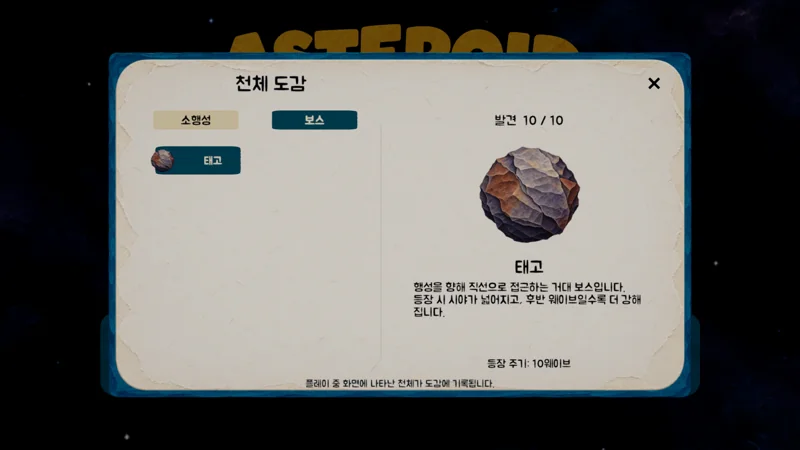 ASTEROID
천체 도감
×
소행성
보스
발견 10 / 10
태고
태고
행성을 향해 직선으로 접근하는 거대 보스입니다.
등장 시 시야가 넓어지고, 후반 웨이브일수록 더 강해
집니다.
등장 주기: 10웨이브
플레이 중 화면에 나타난 천체가 도감에 기록됩니다.